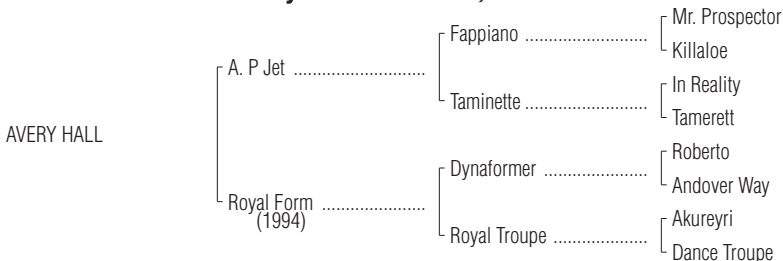 Mr. Prospector
Fappiano
Killaloe
A. P Jet
In Reality
Taminette
Tamerett
AVERY HALL
Roberto
Dynaformer
Andover Way
Royal Form
(1994)
Akureyri
Royal Troupe
Dance Troupe